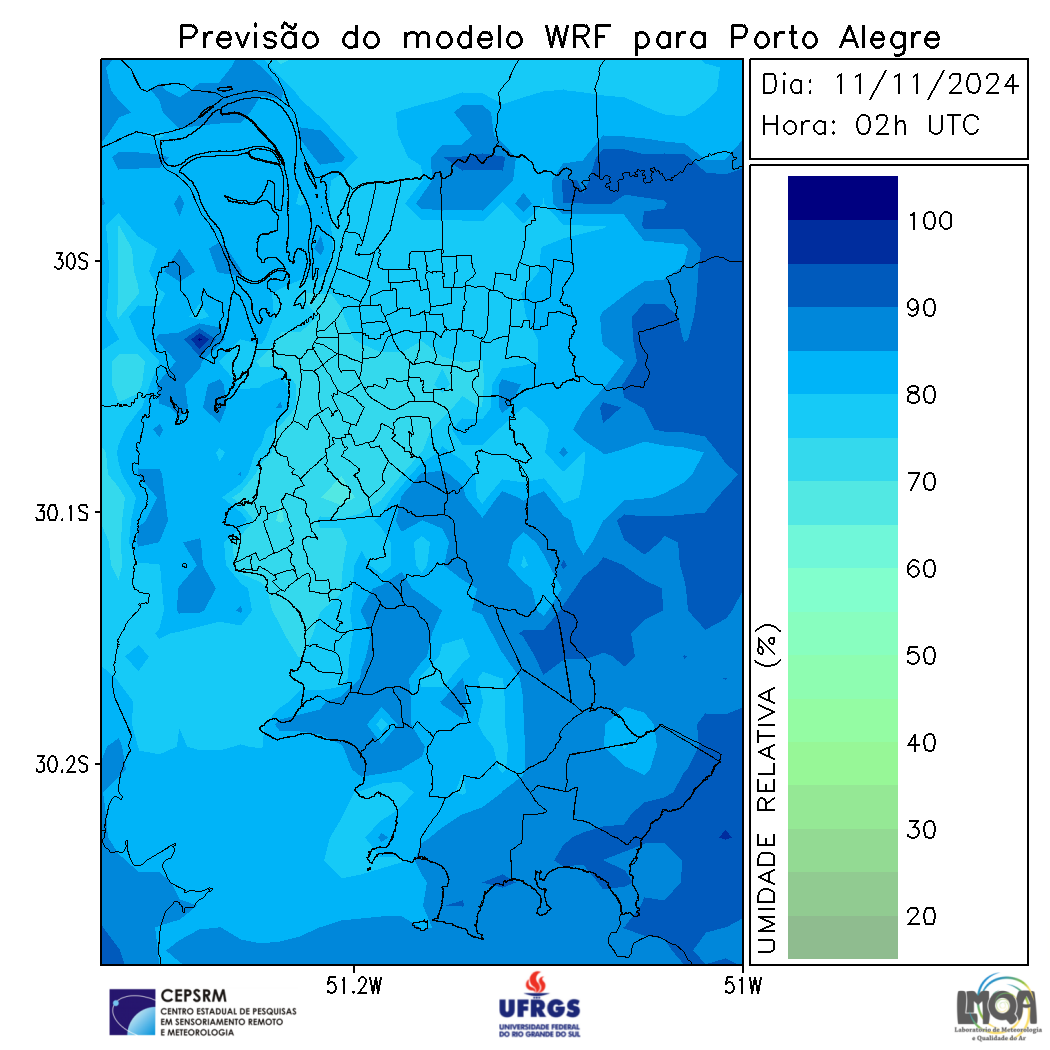 Previsão do modelo WRF para Porto Alegre
Dia: 11/11/2024
Hora: 02h UTC
30S
30.1S
30.2S
51.2W
51W
UMIDADE RELATIVA (%)
100
90
80
70
60
50
40
30
20
CEPSRM
CENTRO ESTADUAL DE PESQUISAS
EM SENSORIAMENTO REMOTO
E METEOROLOGIA
UFRGS
UNIVERSIDADE FEDERAL
DO RIO GRANDE DO SUL
LMQA
Laboratório de Meteorologia
e Qualidade do Ar